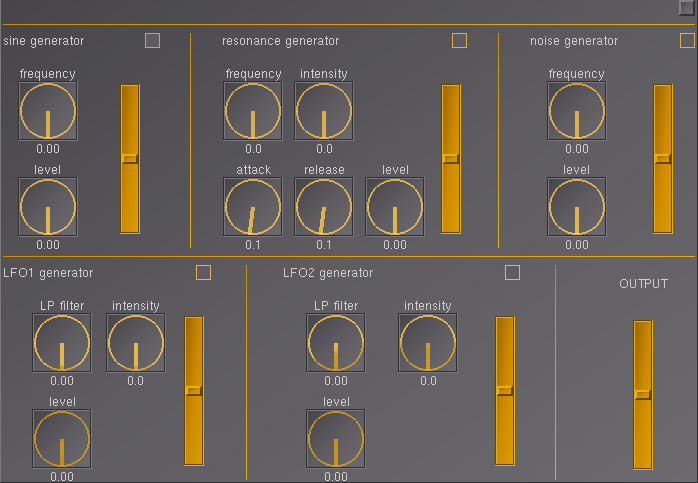 sine generator
frequency
0.00
level
0.00
resonance generator
frequency
0.0
intensity
0.0
attack
0.1
release
0.1
level
0.00
noise generator
frequency
0.00
level
0.00
LFO1 generator
LP filter
0.00
intensity
0.0
level
0.00
LFO2 generator
LP filter
0.00
intensity
0.0
level
0.00
OUTPUT